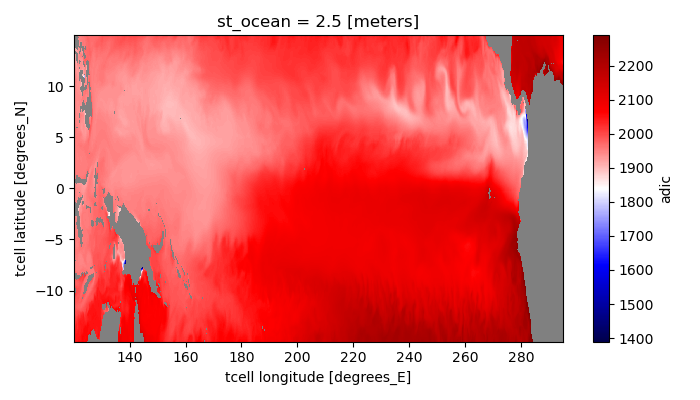 st_ocean = 2.5 [meters]
10
5
0
−5
−10
tcell latitude [degrees_N]
140 160 180 200 220 240 260 280
tcell longitude [degrees_E]
2200
2100
2000
1900
1800
1700
1600
1500
1400
adic